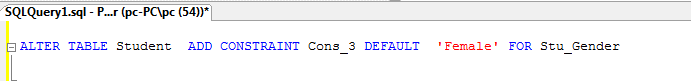 SQLQuery1.sql - P...r (pc-PC\pc (54))*
ALTER TABLE Student  ADD CONSTRAINT Cons_3 DEFAULT  'Female' FOR Stu_Gender